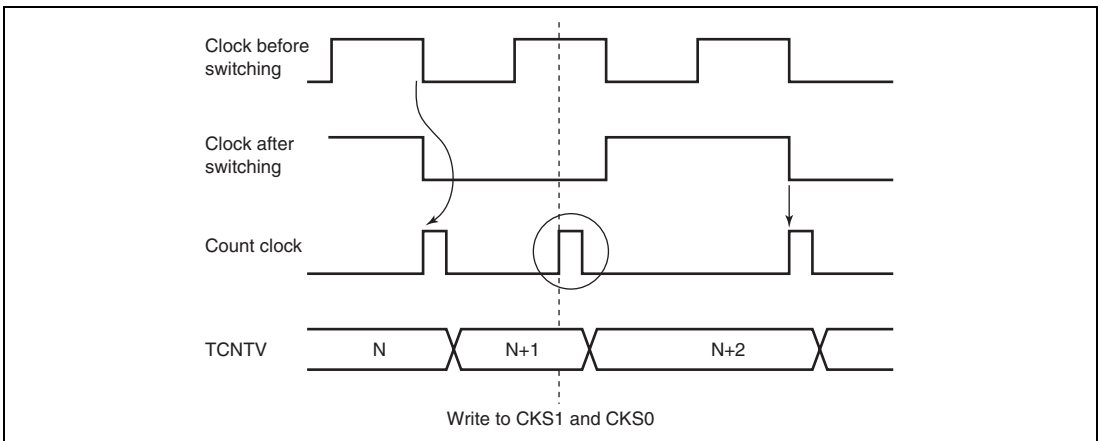 Clock before
switching
Clock after
switching
Count clock
TCNTV
N
N+1
N+2
Write to CKS1 and CKS0